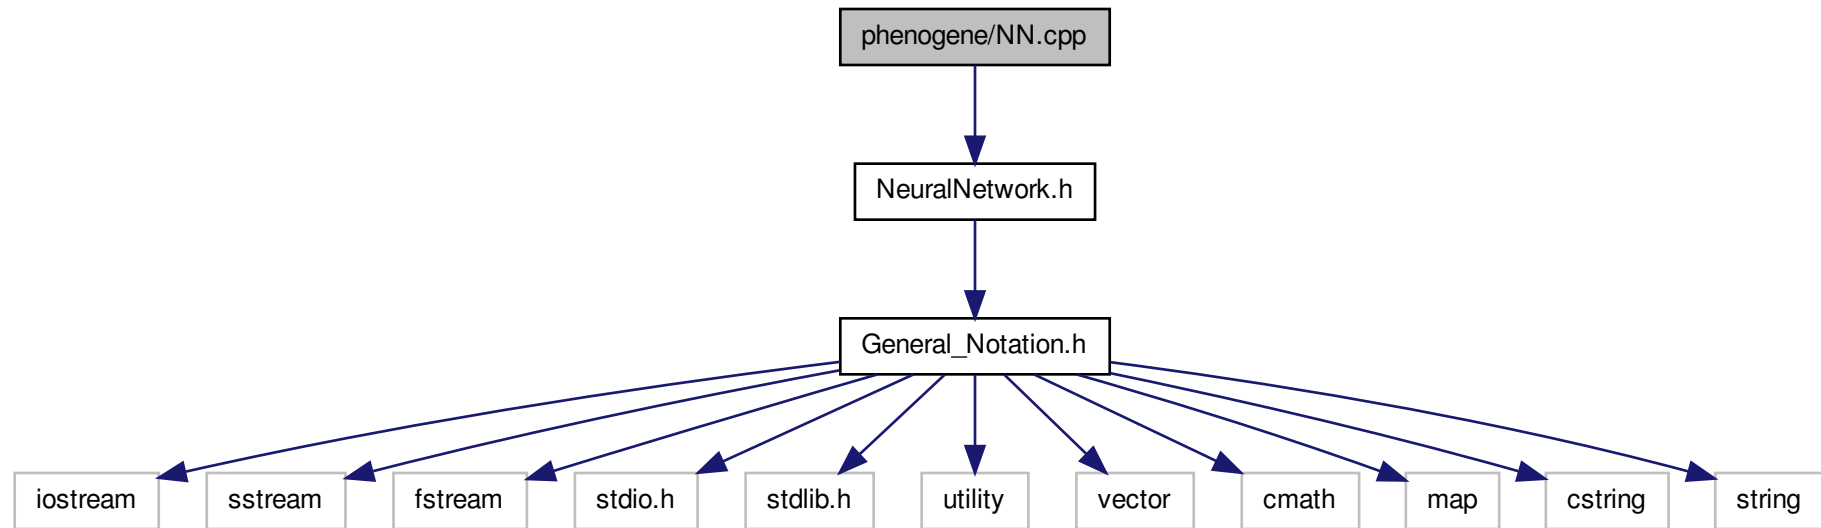 phenogene/NN.cpp
NeuralNetwork.h
General_Notation.h
iostream
sstream
fstream
stdio.h
stdlib.h
utility
vector
cmath
map
cstring
string